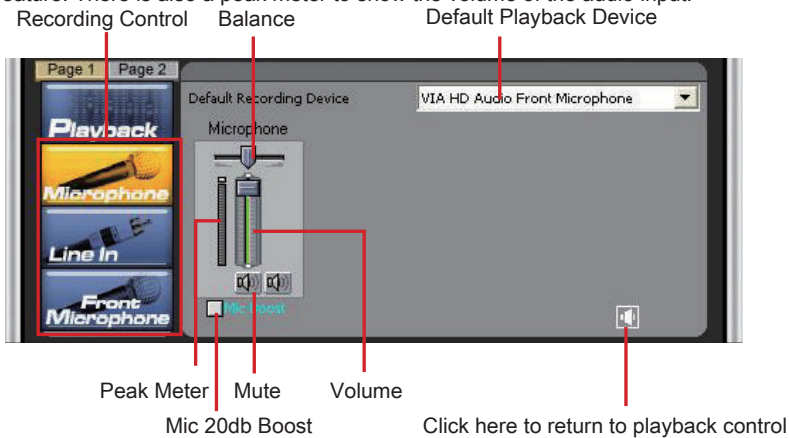 Recording Control Balance Default Playback Device
Page 1 Page 2
Default Recording Device VIA HD Audio Front Microphone
Playback
Microphone
Microphone
Line In
Front
Microphone
Mic Boost
Peak Meter Mute Volume
Mic 20db Boost Click here to return to playback control